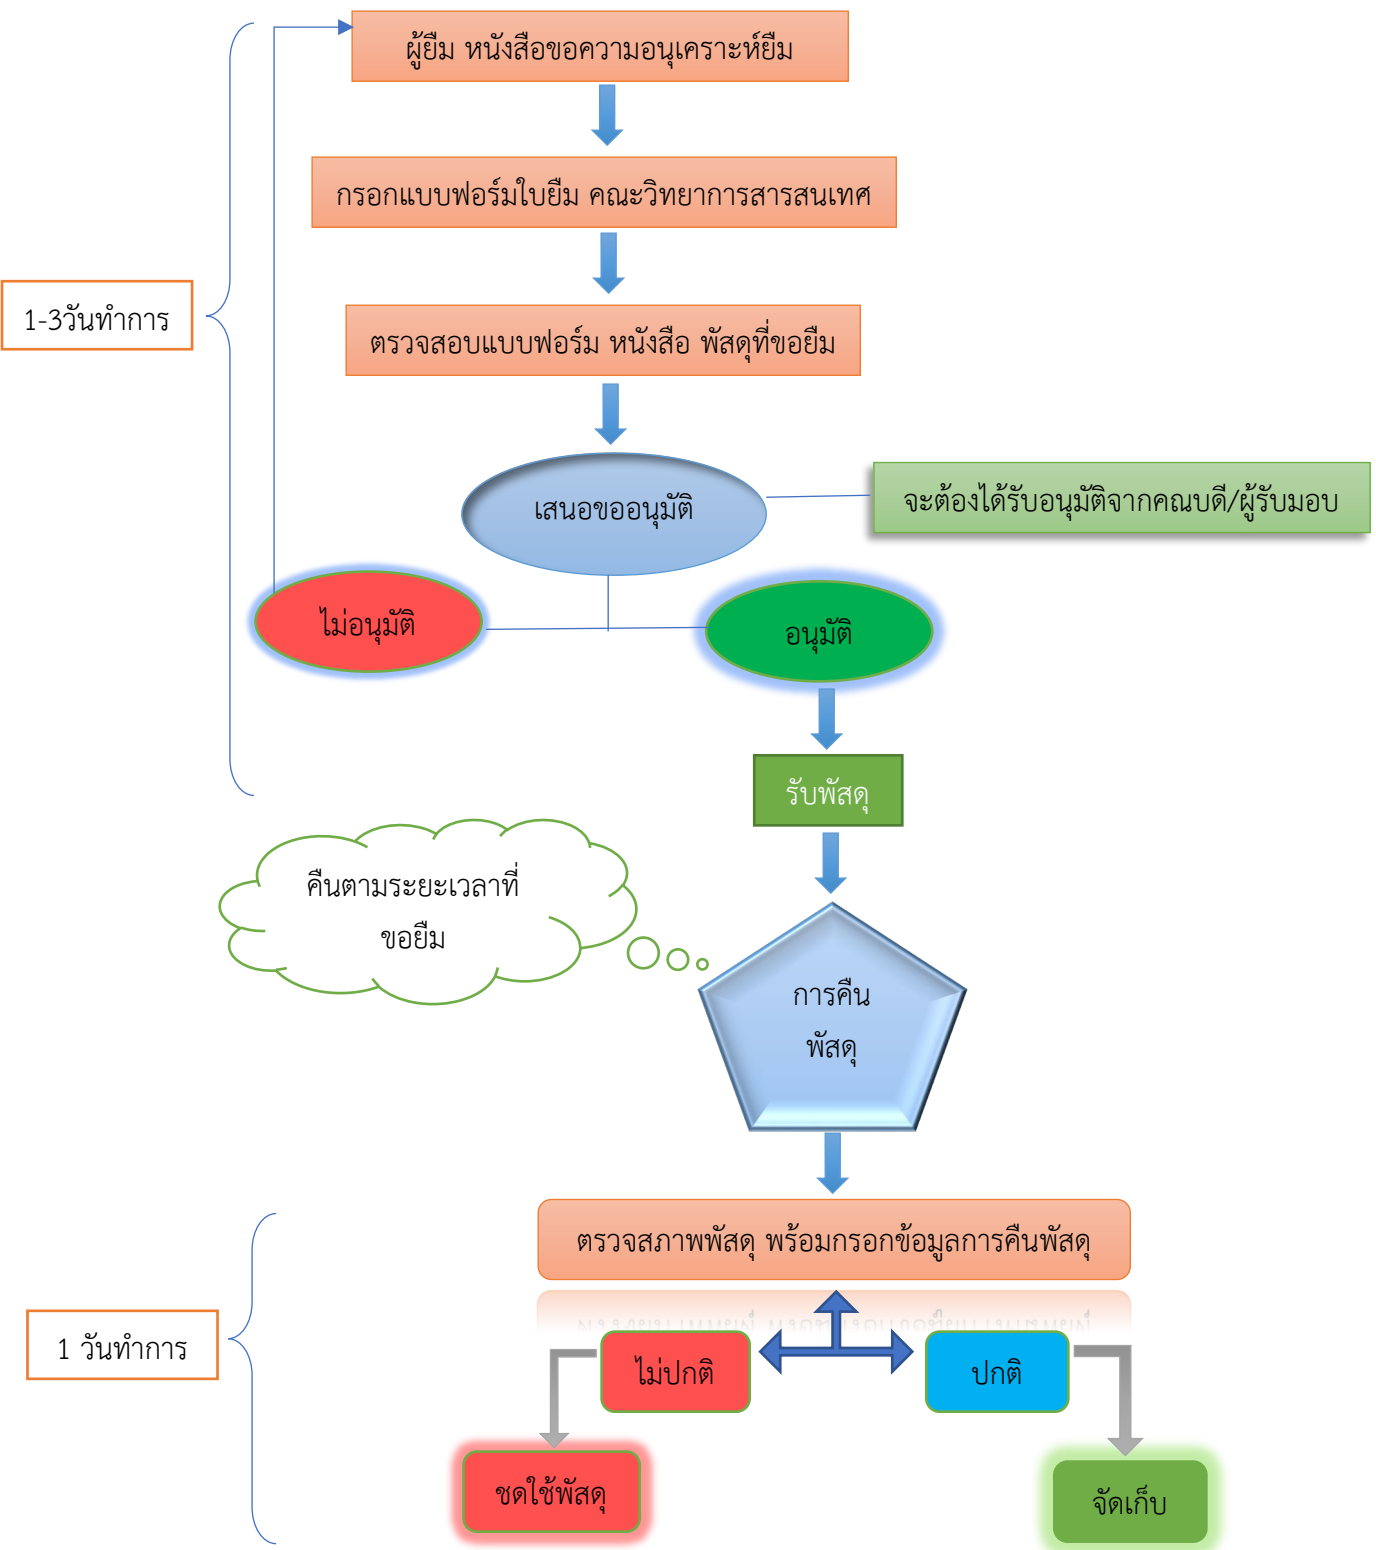 ผู้ยืม หนังสือขอความอนุเคราะห์ยืม
กรอกแบบฟอร์มใบยืม คณะวิทยาการสารสนเทศ
1-3วันทำการ
ตรวจสอบแบบฟอร์ม หนังสือ พัสดุที่ขอยืม
เสนอขออนุมัติ
จะต้องได้รับอนุมัติจากคณบดี/ผู้รับมอบ
ไม่อนุมัติ
อนุมัติ
รับพัสดุ
คืนตามระยะเวลาที่
ขอยืม
การคืน
พัสดุ
ตรวจสภาพพัสดุ พร้อมกรอกข้อมูลการคืนพัสดุ
1 วันทำการ
ไม่ปกติ
ปกติ
ชดใช้พัสดุ
จัดเก็บ